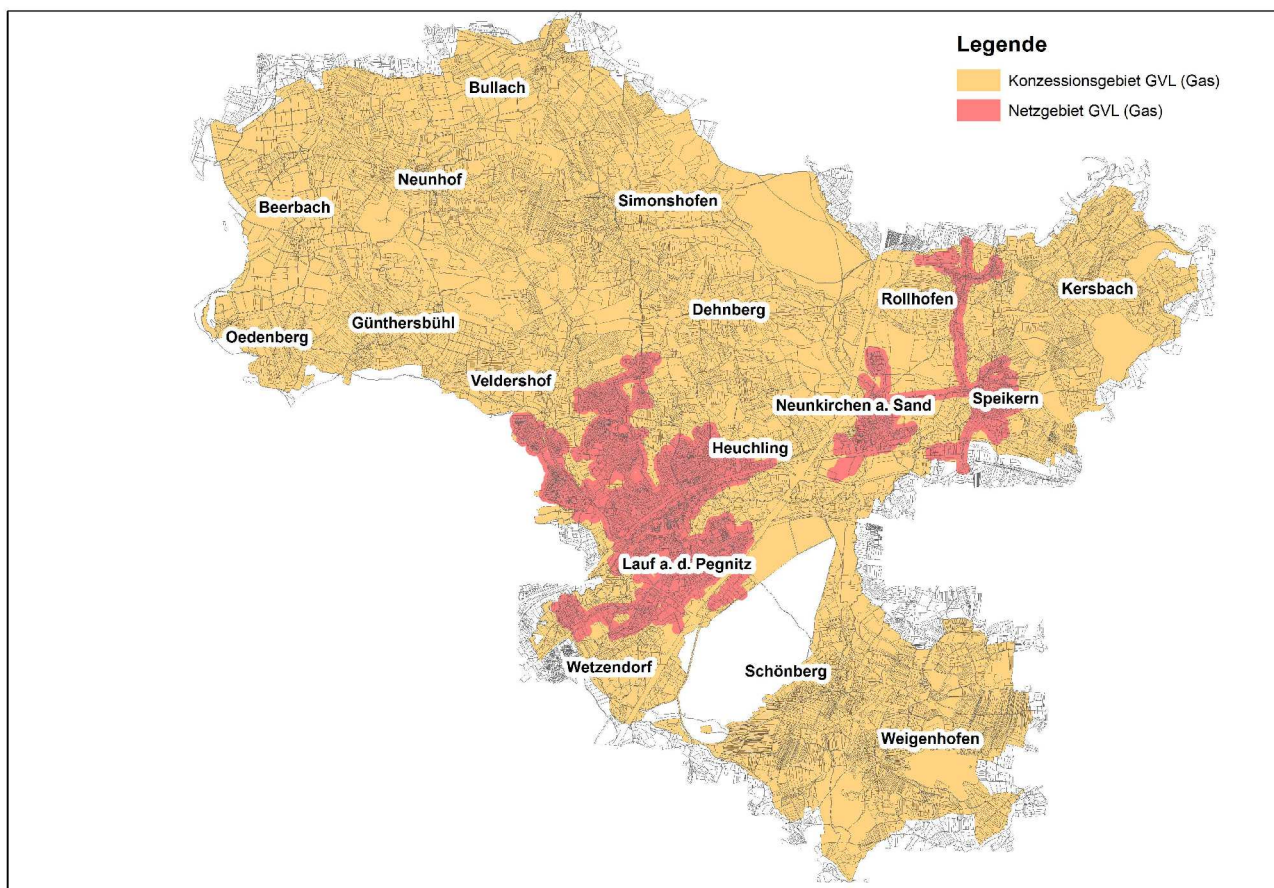 Legende
Konzessionsgebiet GVL (Gas)
Netzgebiet GVL (Gas)
Bullach
Neunhof
Beerbach
Simonshofen
Kersbach
Rollhofen
Dehnberg
Günthersbühl
Oedenberg
Veldershof
Speikern
Neunkirchen a. Sand
Heuchling
Lauf a. d. Pegnitz
Wetzendorf
Schönberg
Weigenhofen